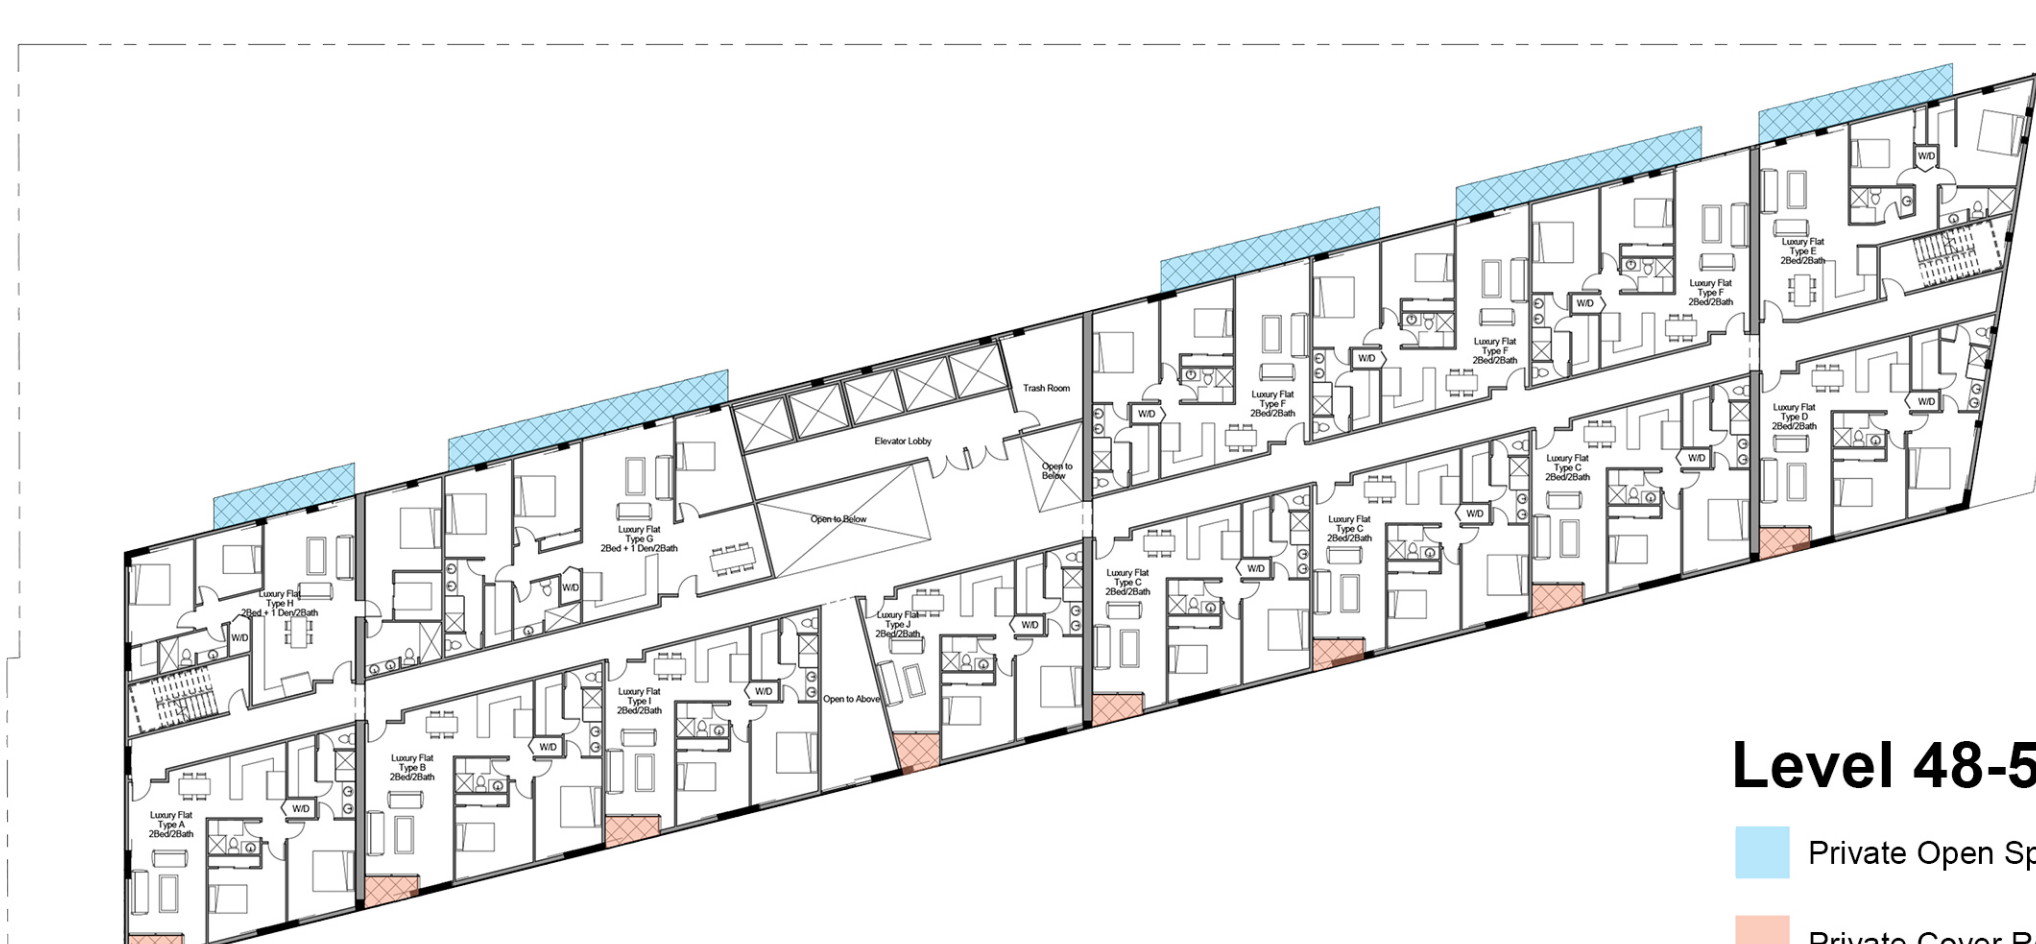 W/D
Luxury Flat
Type E
2Bed/2Bath
Luxury Flat
Type F
2Bed/2Bath
W/D
Luxury Flat
Type F
2Bed/2Bath
W/D
Trash Room
Luxury Flat
Type F
2Bed/2Bath
W/D
Elevator Lobby
Open to
Below
Open to Below
Luxury Flat
Type G
2Bed + 1 Den/2Bath
W/D
Luxury Flat
Type H
2Bed + 1 Den/2Bath
W/D
Luxury Flat
Type D
2Bed/2Bath
W/D
Luxury Flat
Type C
2Bed/2Bath
W/D
Luxury Flat
Type C
2Bed/2Bath
W/D
Luxury Flat
Type C
2Bed/2Bath
W/D
Luxury Flat
Type J
2Bed/2Bath
W/D
Open to Above
Luxury Flat
Type I
2Bed/2Bath
W/D
Luxury Flat
Type B
2Bed/2Bath
W/D
Luxury Flat
Type A
2Bed/2Bath
W/D
Level 48-5
Private Open Sp
Private Cover